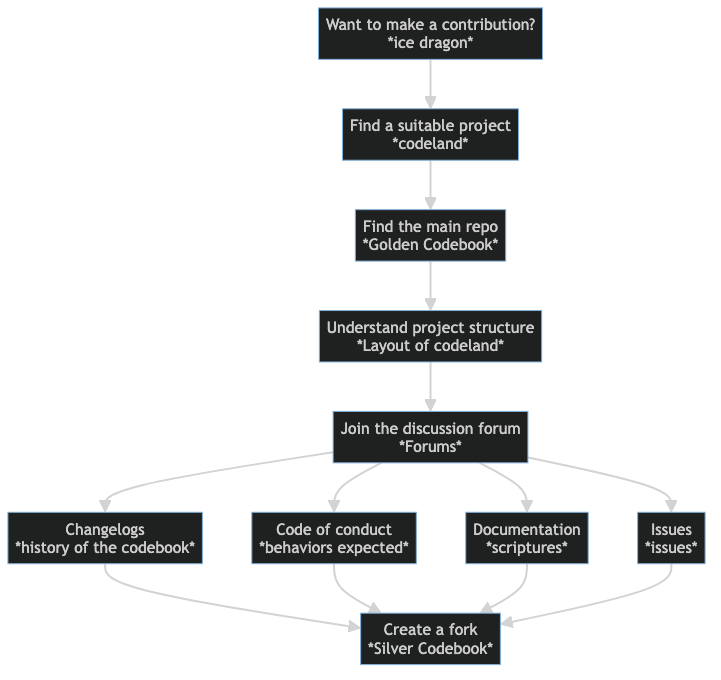 Want to make a contribution?
*ice dragon*
Find a suitable project
*codeland*
Find the main repo
*Golden Codebook*
Understand project structure
*Layout of codeland*
Join the discussion forum
*Forums*
Changelogs
*history of the codebook*
Code of conduct
*behaviors expected*
Documentation
*scriptures*
Issues
*issues*
Create a fork
*Silver Codebook*